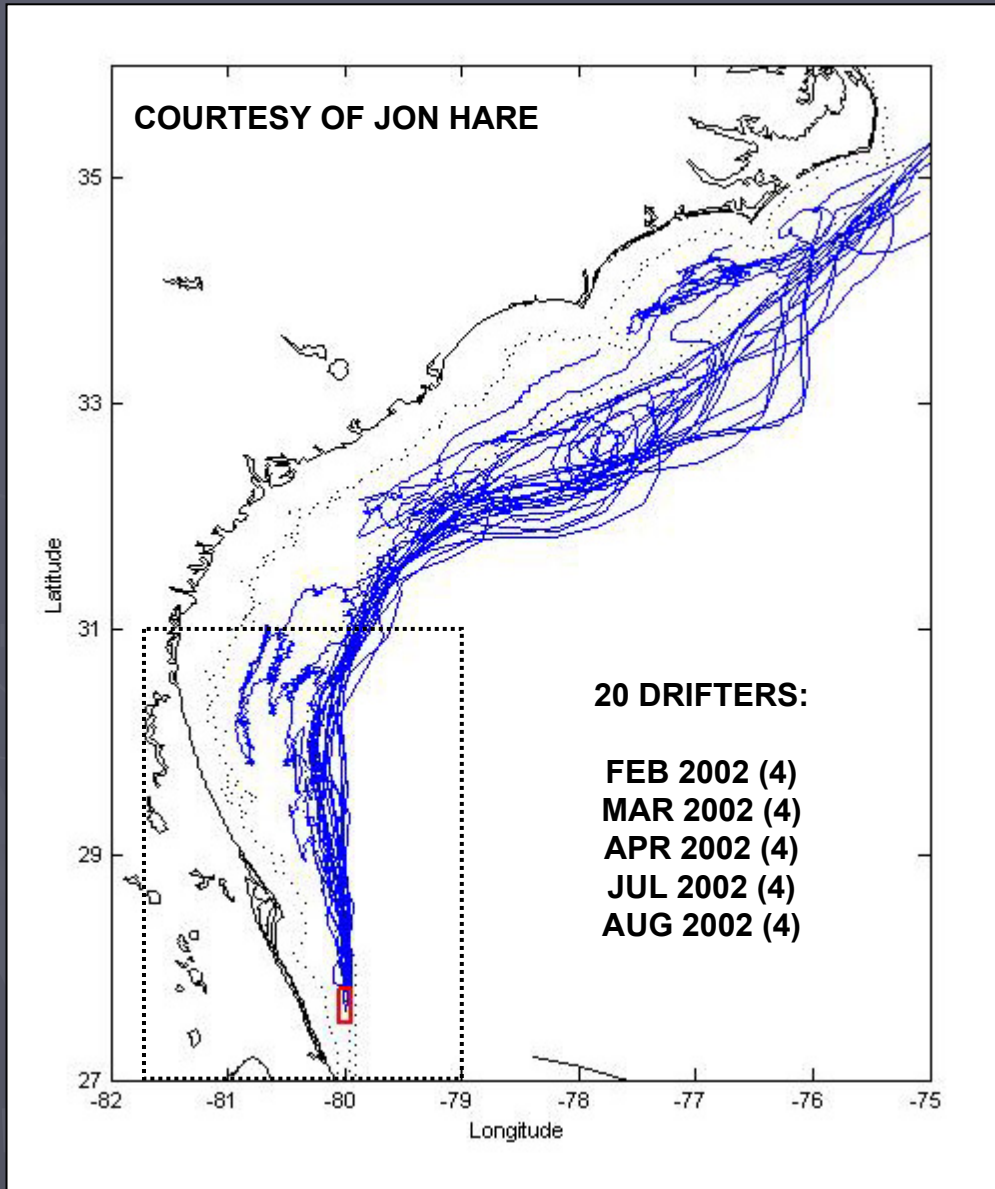 COURTESY OF JON HARE
35
33
31
29
27
Latitude
20 DRIFTERS:
FEB 2002 (4)
MAR 2002 (4)
APR 2002 (4)
JUL 2002 (4)
AUG 2002 (4)
-82 -81 -80 -79 -78 -77 -76 -75
Longitude